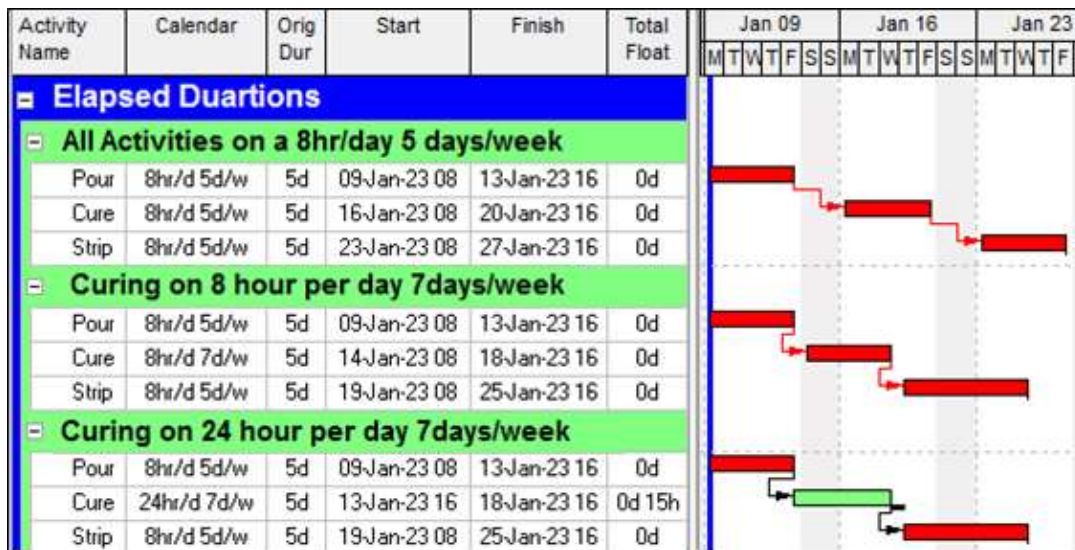 Activity Name Calendar Orig Dur Start Finish Total Float Jan 09 Jan 16 Jan 23
M T W T F S S M T W T F S S M T W T F
Elapsed Duartions
All Activities on a 8hr/day 5 days/week
Pour 8hr/d 5d/w 5d 09-Jan-23 08 13-Jan-23 16 0d
Cure 8hr/d 5d/w 5d 16-Jan-23 08 20-Jan-23 16 0d
Strip 8hr/d 5d/w 5d 23-Jan-23 08 27-Jan-23 16 0d
Curing on 8 hour per day 7days/week
Pour 8hr/d 5d/w 5d 09-Jan-23 08 13-Jan-23 16 0d
Cure 8hr/d 7d/w 5d 14-Jan-23 08 18-Jan-23 16 0d
Strip 8hr/d 5d/w 5d 19-Jan-23 08 25-Jan-23 16 0d
Curing on 24 hour per day 7days/week
Pour 8hr/d 5d/w 5d 09-Jan-23 08 13-Jan-23 16 0d
Cure 24hr/d 7d/w 5d 13-Jan-23 16 18-Jan-23 16 0d 15h
Strip 8hr/d 5d/w 5d 19-Jan-23 08 25-Jan-23 16 0d